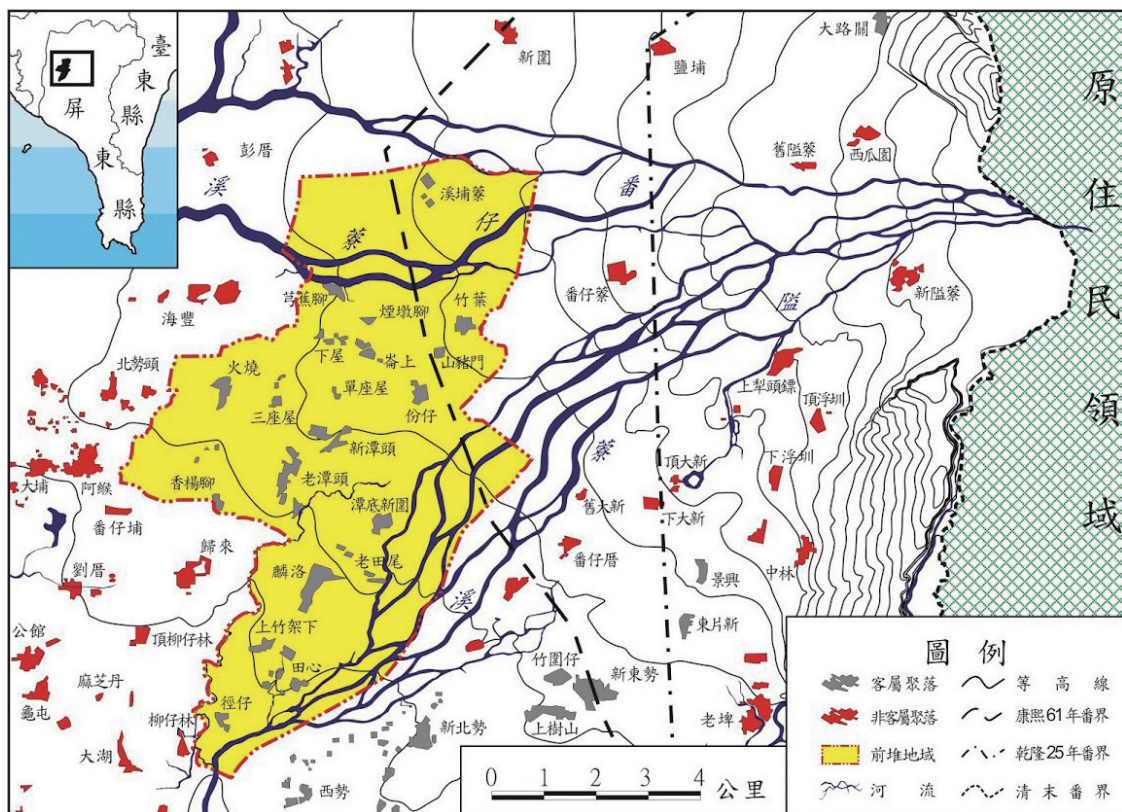 臺東縣
屏東縣
新圍
鹽埔
大路關
原住民領域
彭厝
溪埔寮
番仔寮溪
舊隘寮
西瓜園
芎蕉腳
煙墩腳
竹葉
番仔寮
隘寮溪
新隘寮
海豐
下屋
崙上
山豬門
北勢頭
火燒
單座屋
份仔
上犁頭鏢
頂浮圳
三座屋
新潭頭
下浮圳
香楊腳
老潭頭
頂大新
大埔
阿緱
潭底新圍
舊大新
下大新
番仔埔
歸來
麟洛
老田尾
番仔厝
景興
中林
劉厝
公館
頂柳仔林
上竹架下
東片新
麻芝丹
田心
竹圍仔
新東勢
龜屯
徑仔
柳仔林
新北勢
上樹山
老埤
大湖
西勢
0 1 2 3 4 公里
圖例
客屬聚落
等高線
非客屬聚落
康熙61年番界
前堆地域
乾隆25年番界
河流
清末番界